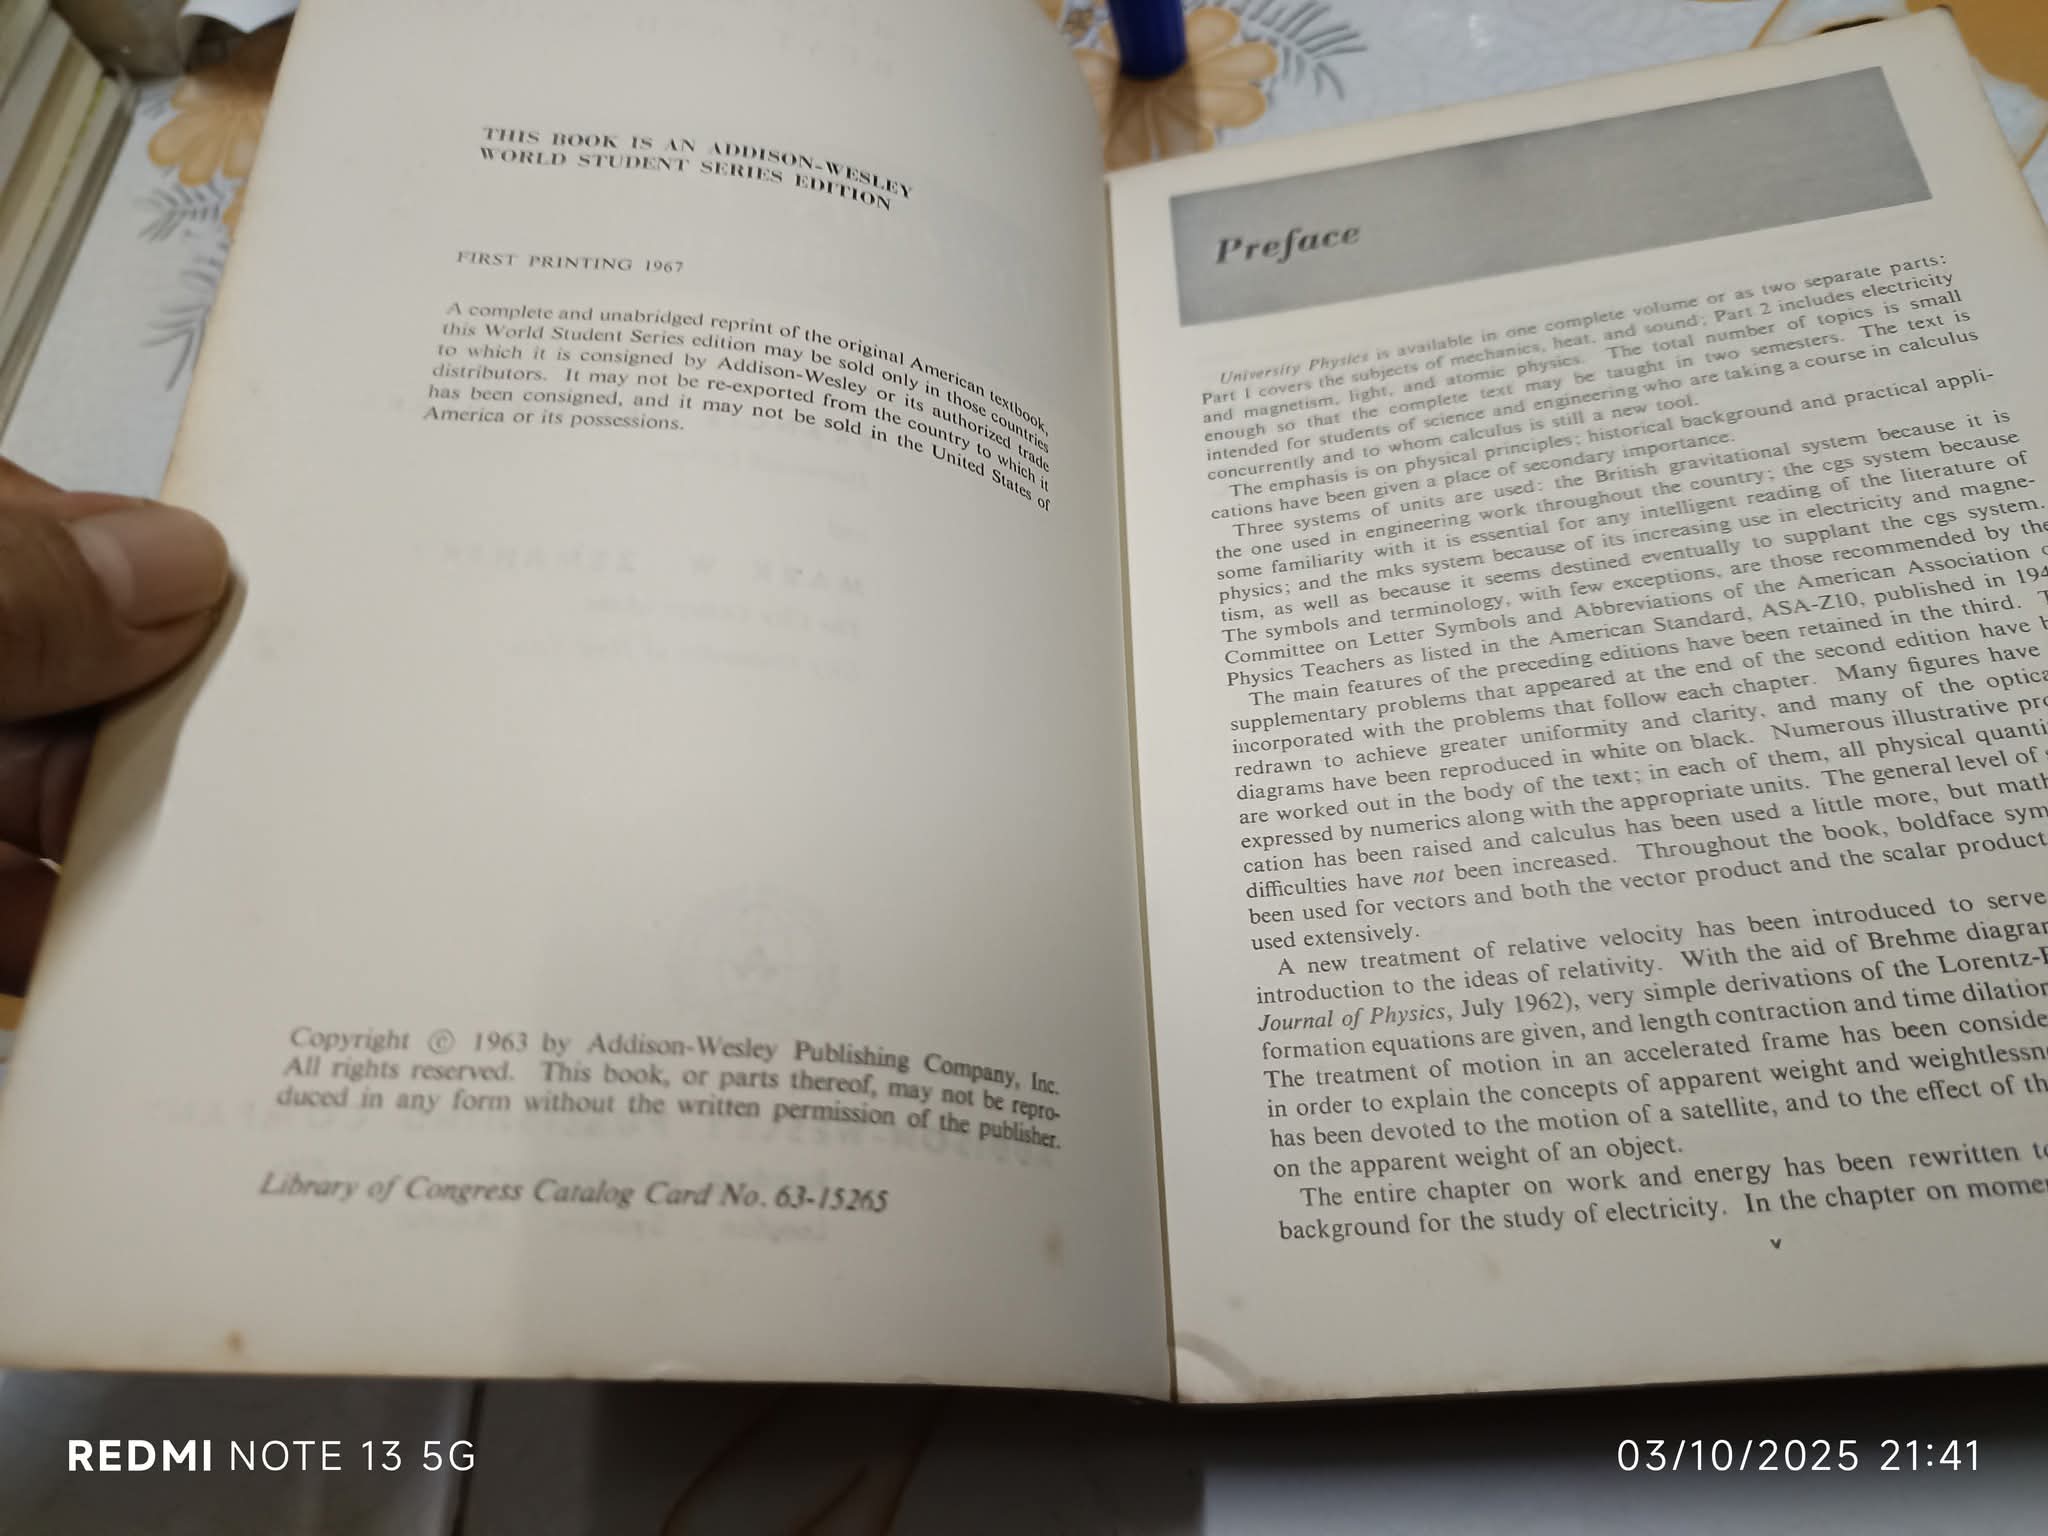 THIS BOOK IS AN ADDISON-WESLEY
WORLD STUDENT SERIES EDITION
FIRST PRINTING 1967
A complete and unabridged reprint of the original American textbook,
this World Student Series edition may be sold only in those countries
to which it is consigned by Addison-Wesley or its authorized trade
distributors. It may not be re-exported from the country to which it
has been consigned, and it may not be sold in the United States of
America or its possessions.
Copyright © 1963 by Addison-Wesley Publishing Company, Inc.
All rights reserved. This book, or parts thereof, may not be repro-
duced in any form without the written permission of the publisher.
Library of Congress Catalog Card No. 63-15265
Preface
University Physics is available in one complete volume or as two separate parts:
Part 1 covers the subjects of mechanics, heat, and sound; Part 2 includes electricity
and magnetism, light, and atomic physics. The total number of topics is small
enough so that the complete text may be taught in two semesters. The text is
intended for students of science and engineering who are taking a course in calculus
concurrently and to whom calculus is still a new tool.
The emphasis is on physical principles; historical background and practical appli-
cations have been given a place of secondary importance.
Three systems of units are used: the British gravitational system because it is
the one used in engineering work throughout the country; the cgs system because
some familiarity with it is essential for any intelligent reading of the literature of
physics; and the mks system because of its increasing use in electricity and magne-
tism, as well as because it seems destined eventually to supplant the cgs system.
The symbols and terminology, with few exceptions, are those recommended by the
Committee on Letter Symbols and Abbreviations of the American Association
Physics Teachers as listed in the American Standard, ASA-Z10, published in 194
The main features of the preceding editions have been retained in the third.
supplementary problems that appeared at the end of the second edition have
incorporated with the problems that follow each chapter. Many figures have
redrawn to achieve greater uniformity and clarity, and many of the optica
diagrams have been reproduced in white on black. Numerous illustrative pro
are worked out in the body of the text; in each of them, all physical quanti
expressed by numerics along with the appropriate units. The general level of
cation has been raised and calculus has been used a little more, but math
difficulties have not been increased. Throughout the book, boldface sym
been used for vectors and both the vector product and the scalar product
used extensively.
A new treatment of relative velocity has been introduced to serve
introduction to the ideas of relativity. With the aid of Brehme diagra
Journal of Physics, July 1962), very simple derivations of the Lorentz-
formation equations are given, and length contraction and time dilation
The treatment of motion in an accelerated frame has been conside
in order to explain the concepts of apparent weight and weightlessn
has been devoted to the motion of a satellite, and to the effect of th
on the apparent weight of an object.
The entire chapter on work and energy has been rewritten to
background for the study of electricity. In the chapter on mome
v
REDMI NOTE 13 5G
03/10/2025 21:41